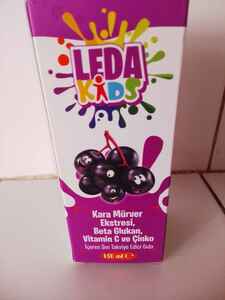 LEDA
KiDS
Kara Mürver
Ekstresi,
Beta Glukan,
Vitamin C ve Çinko
İçeren Sıvı Takviye Edici Gıda
150 ml e